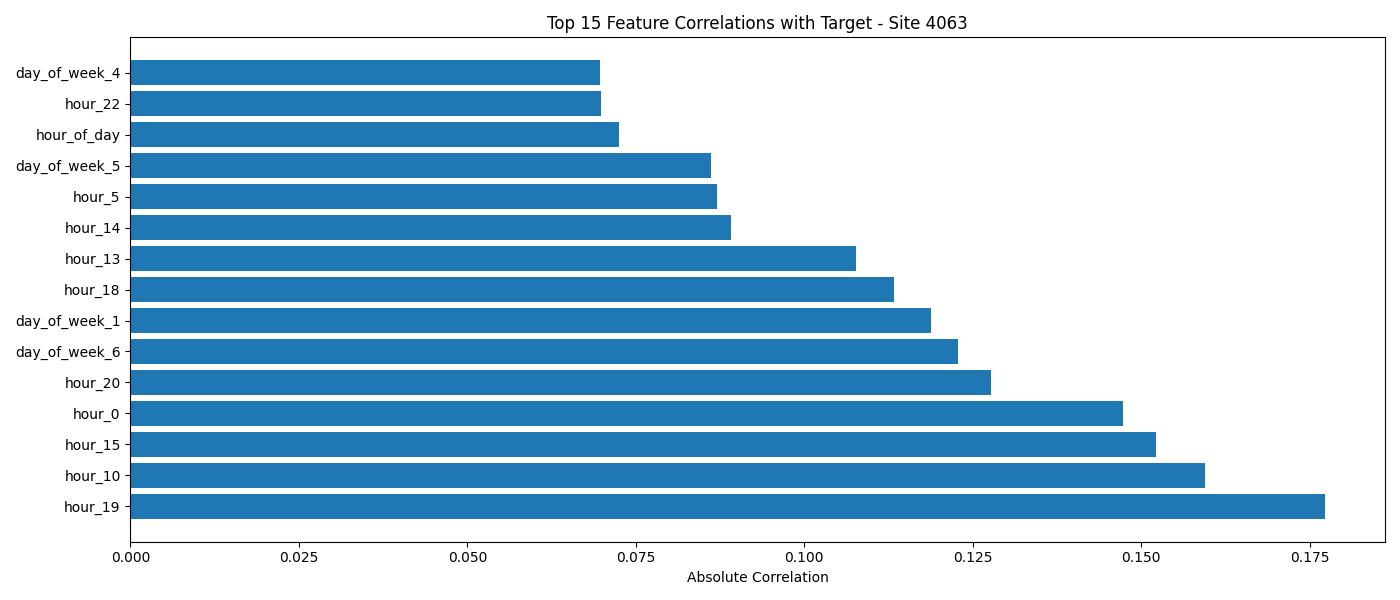 Top 15 Feature Correlations with Target - Site 4063
day_of_week_4
hour_22
hour_of_day
day_of_week_5
hour_5
hour_14
hour_13
hour_18
day_of_week_1
day_of_week_6
hour_20
hour_0
hour_15
hour_10
hour_19
0.000 0.025 0.050 0.075 0.100 0.125 0.150 0.175
Absolute Correlation